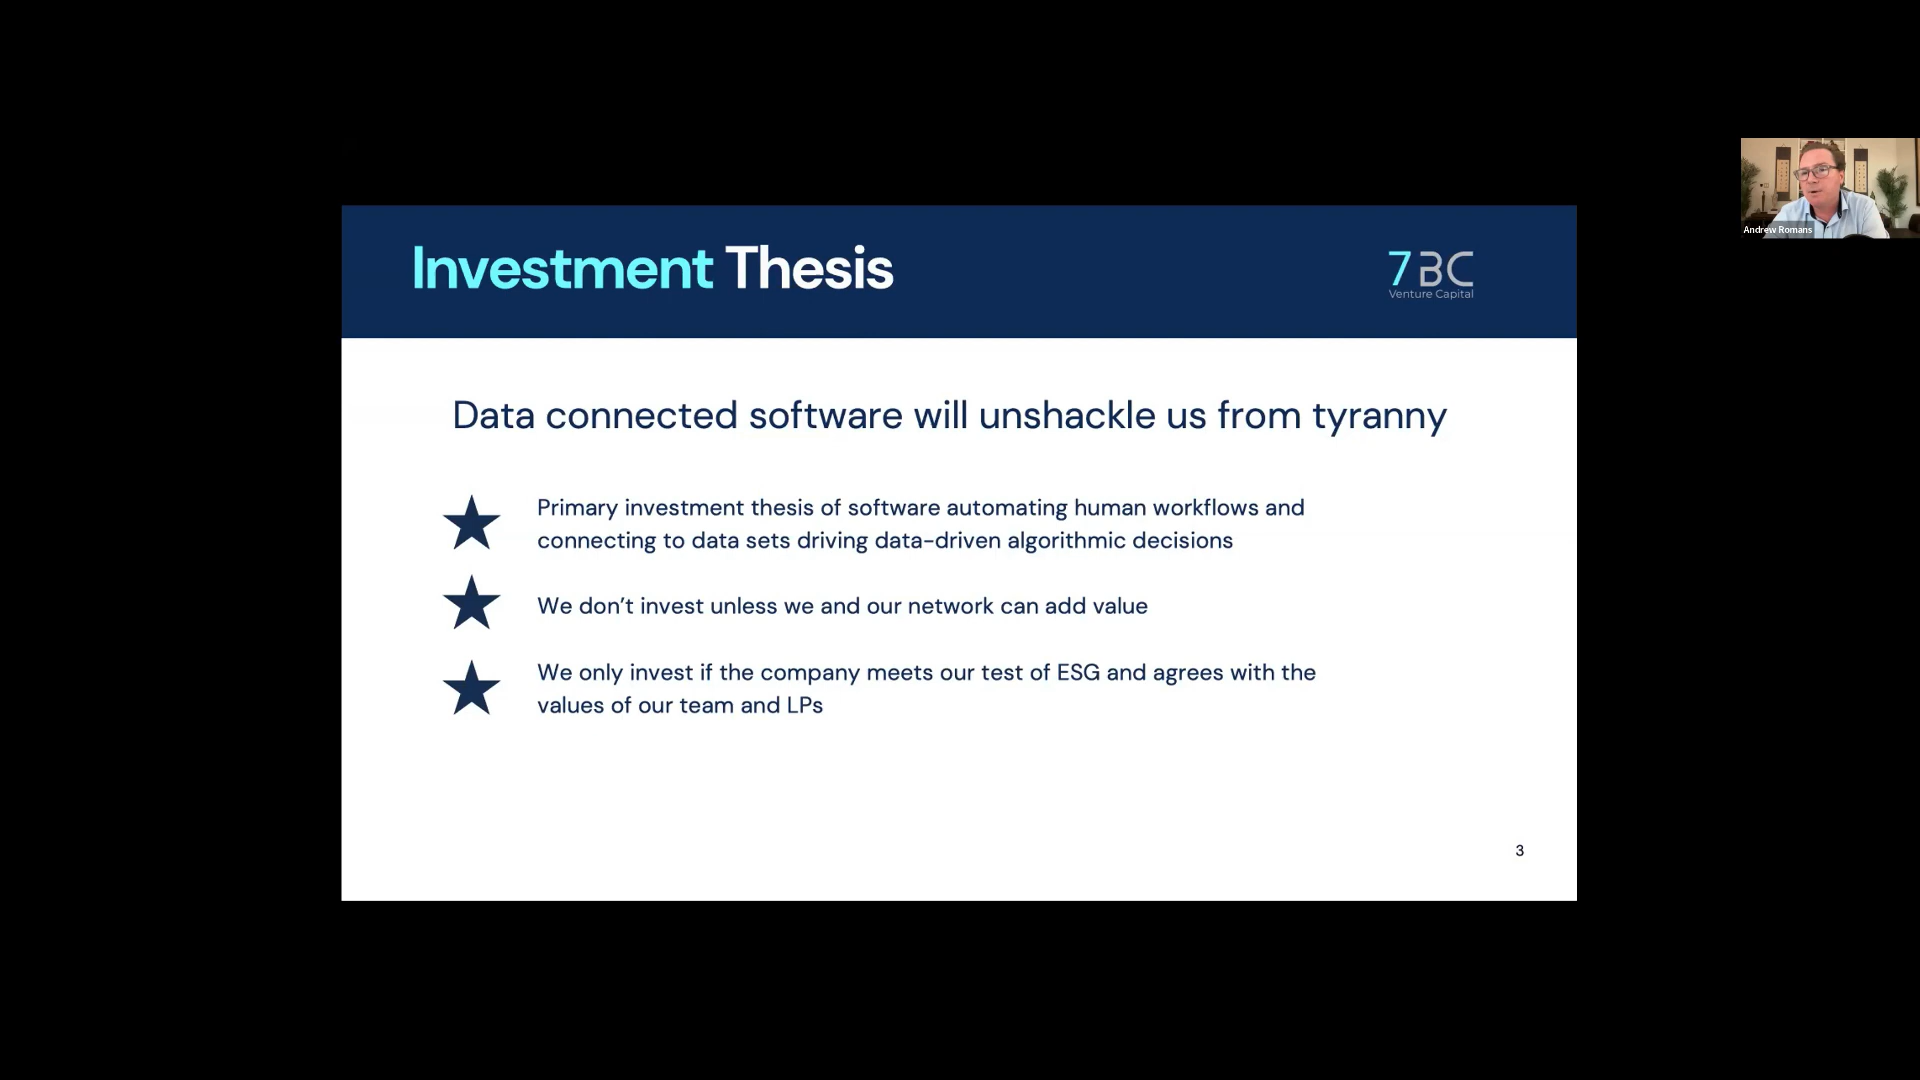 Investment Thesis
7BC
Venture Capital
Andrew Romans
Data connected software will unshackle us from tyranny
Primary investment thesis of software automating human workflows and
connecting to data sets driving data-driven algorithmic decisions
We don’t invest unless we and our network can add value
We only invest if the company meets our test of ESG and agrees with the
values of our team and LPs
3